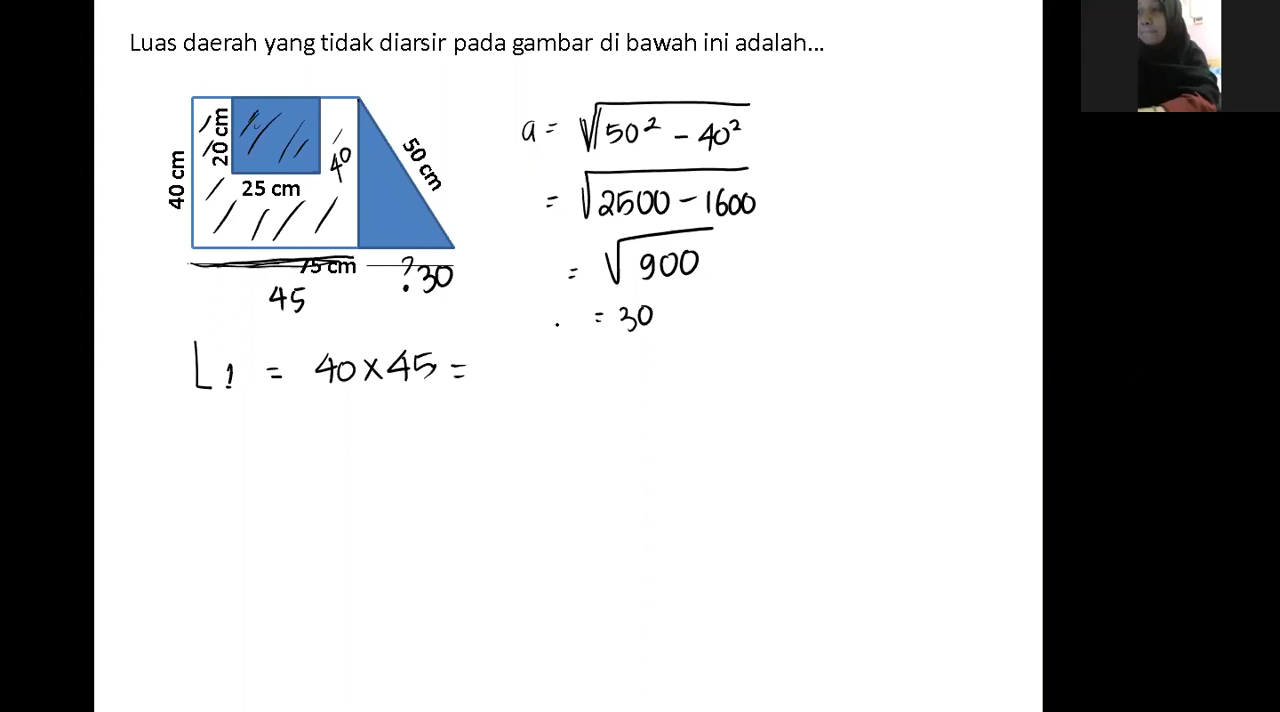 Luas daerah yang tidak diarsir pada gambar di bawah ini adalah...
40 cm
20 cm
25 cm
40
50 cm
75 cm
? 30
45
a = √50² - 40²
= √2500 - 1600
= √900
= 30
L₁ = 40 x 45 =